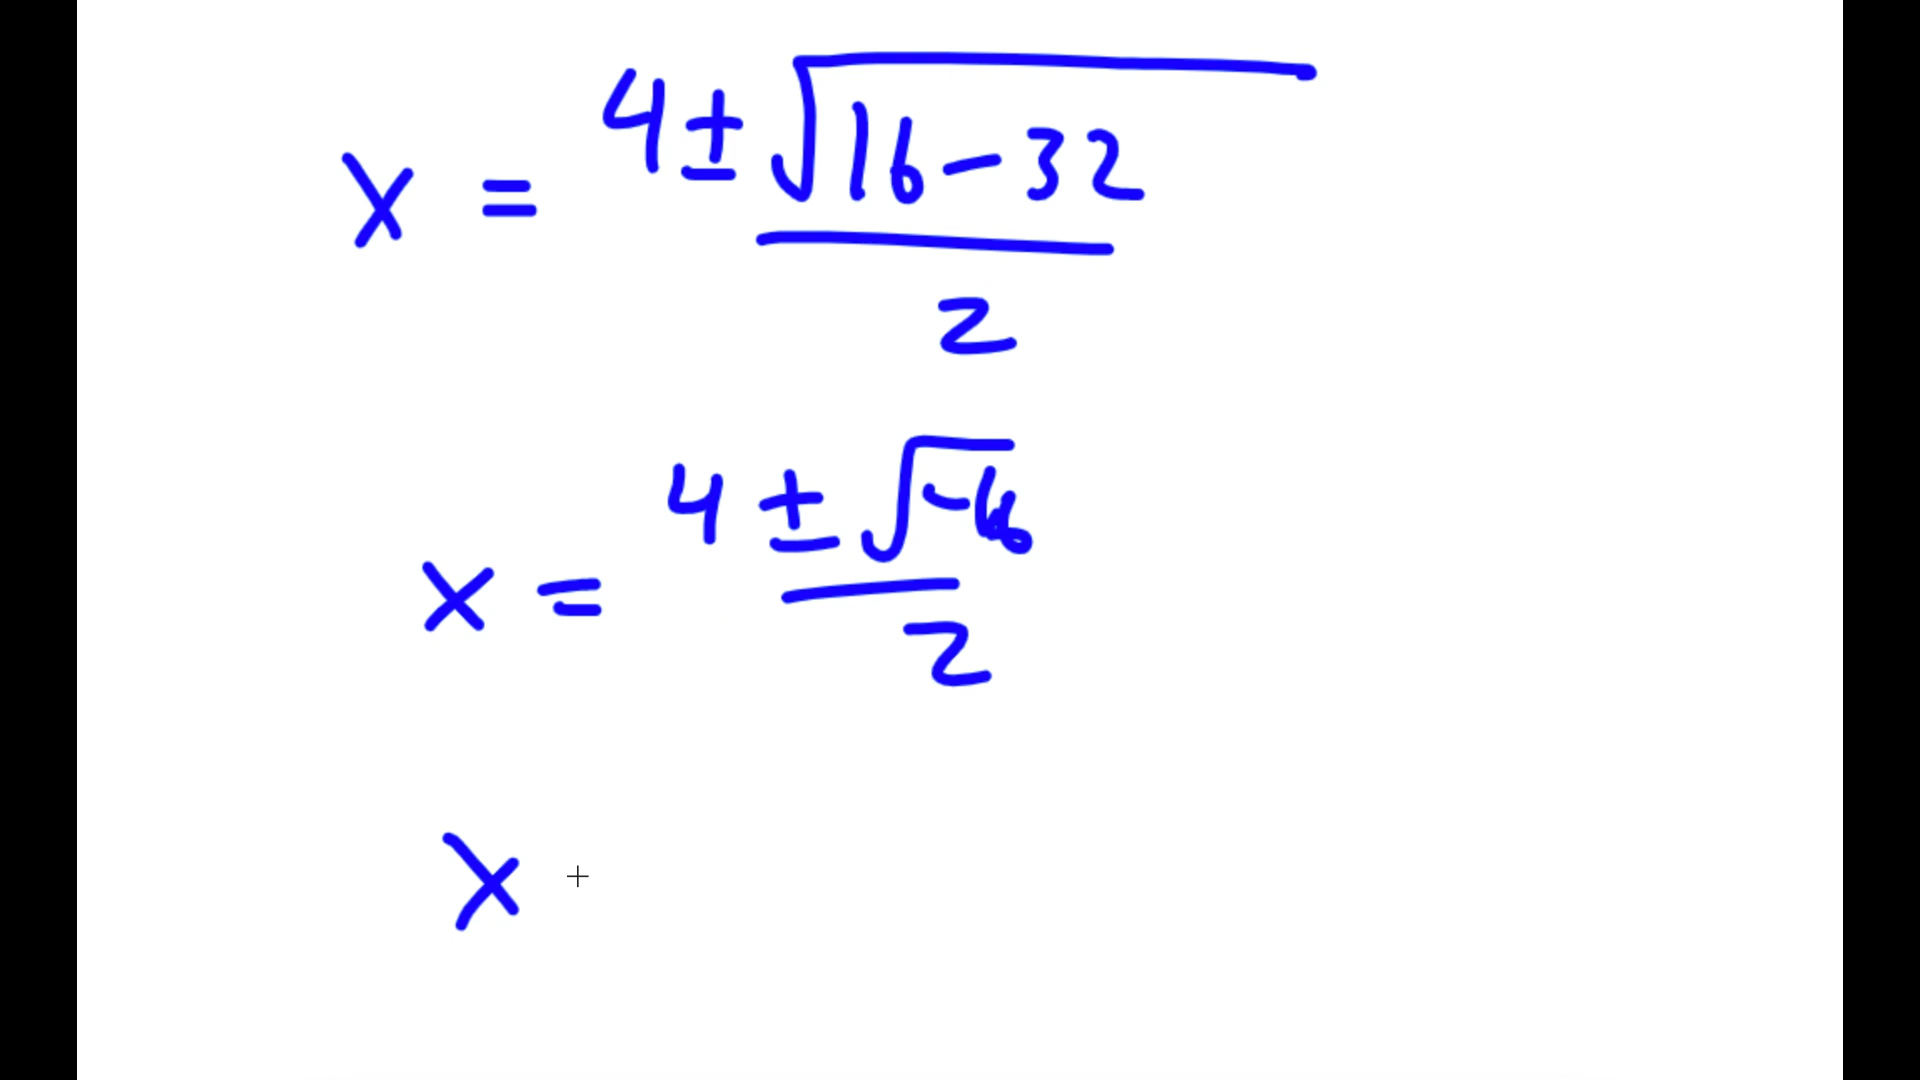 x = (4 ± √(16 - 32)) / 2
x = (4 ± √(-16)) / 2
x